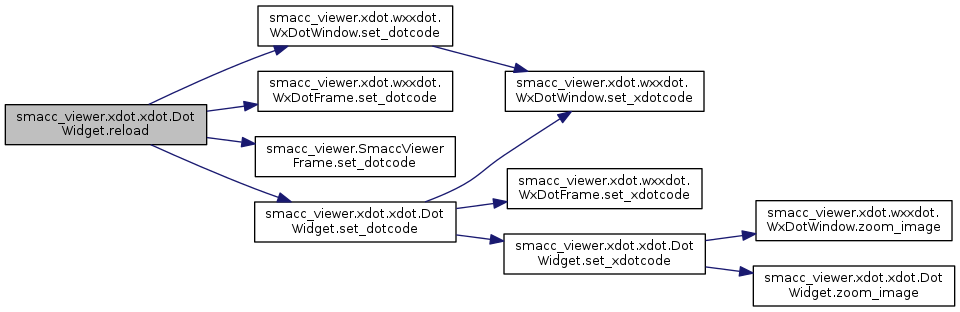 smacc_viewer.xdot.xdot.Dot
Widget.reload
smacc_viewer.xdot.wxxdot.
WxDotWindow.set_dotcode
smacc_viewer.xdot.wxxdot.
WxDotFrame.set_dotcode
smacc_viewer.SmaccViewer
Frame.set_dotcode
smacc_viewer.xdot.xdot.Dot
Widget.set_dotcode
smacc_viewer.xdot.wxxdot.
WxDotWindow.set_xdotcode
smacc_viewer.xdot.wxxdot.
WxDotFrame.set_xdotcode
smacc_viewer.xdot.xdot.Dot
Widget.set_xdotcode
smacc_viewer.xdot.wxxdot.
WxDotWindow.zoom_image
smacc_viewer.xdot.xdot.Dot
Widget.zoom_image